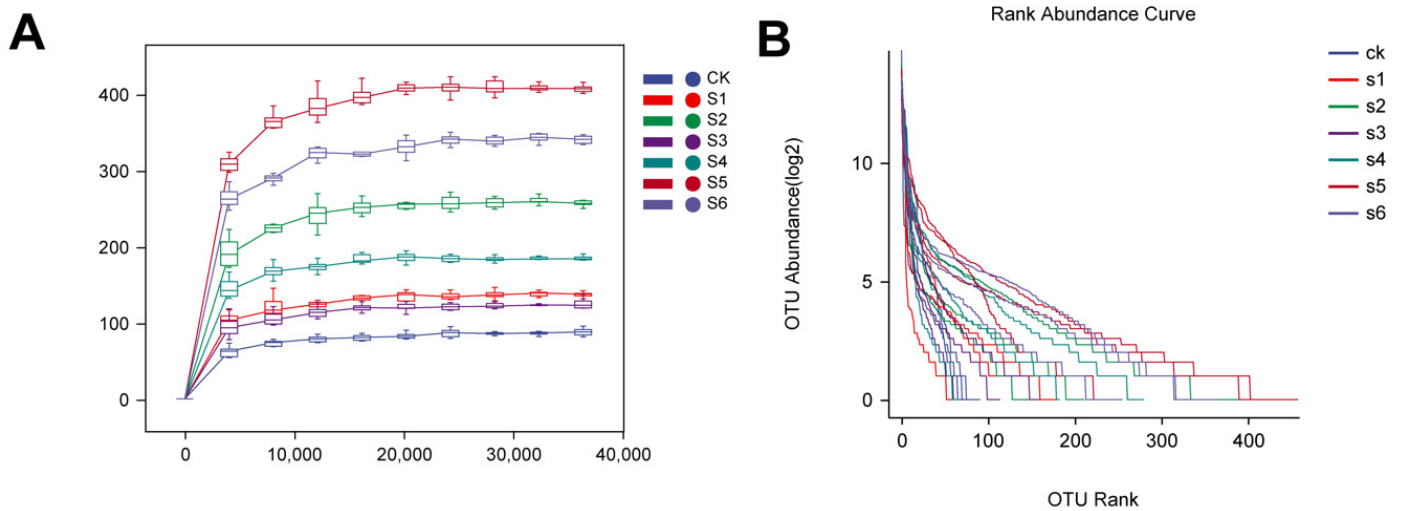 A
400
300
200
100
0
0 10,000 20,000 30,000 40,000
CK
S1
S2
S3
S4
S5
S6
Rank Abundance Curve
B
OTU Abundance(log2)
10
5
0
0 100 200 300 400
OTU Rank
ck
s1
s2
s3
s4
s5
s6